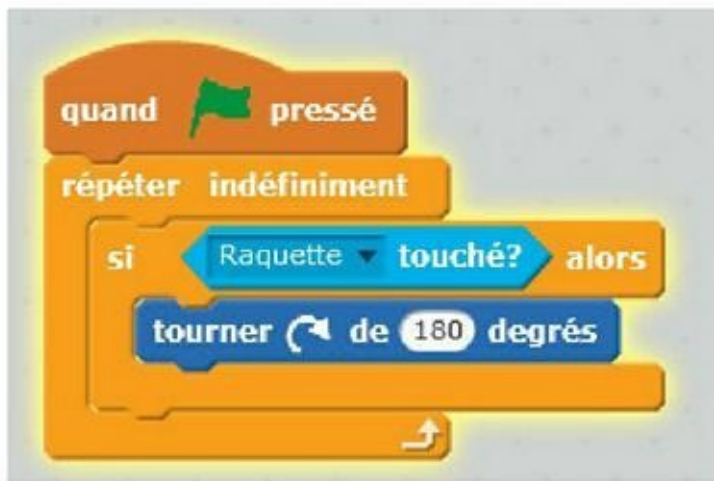 quand pressé
répéter indéfiniment
si Raquette touché? alors
tourner de 180 degrés